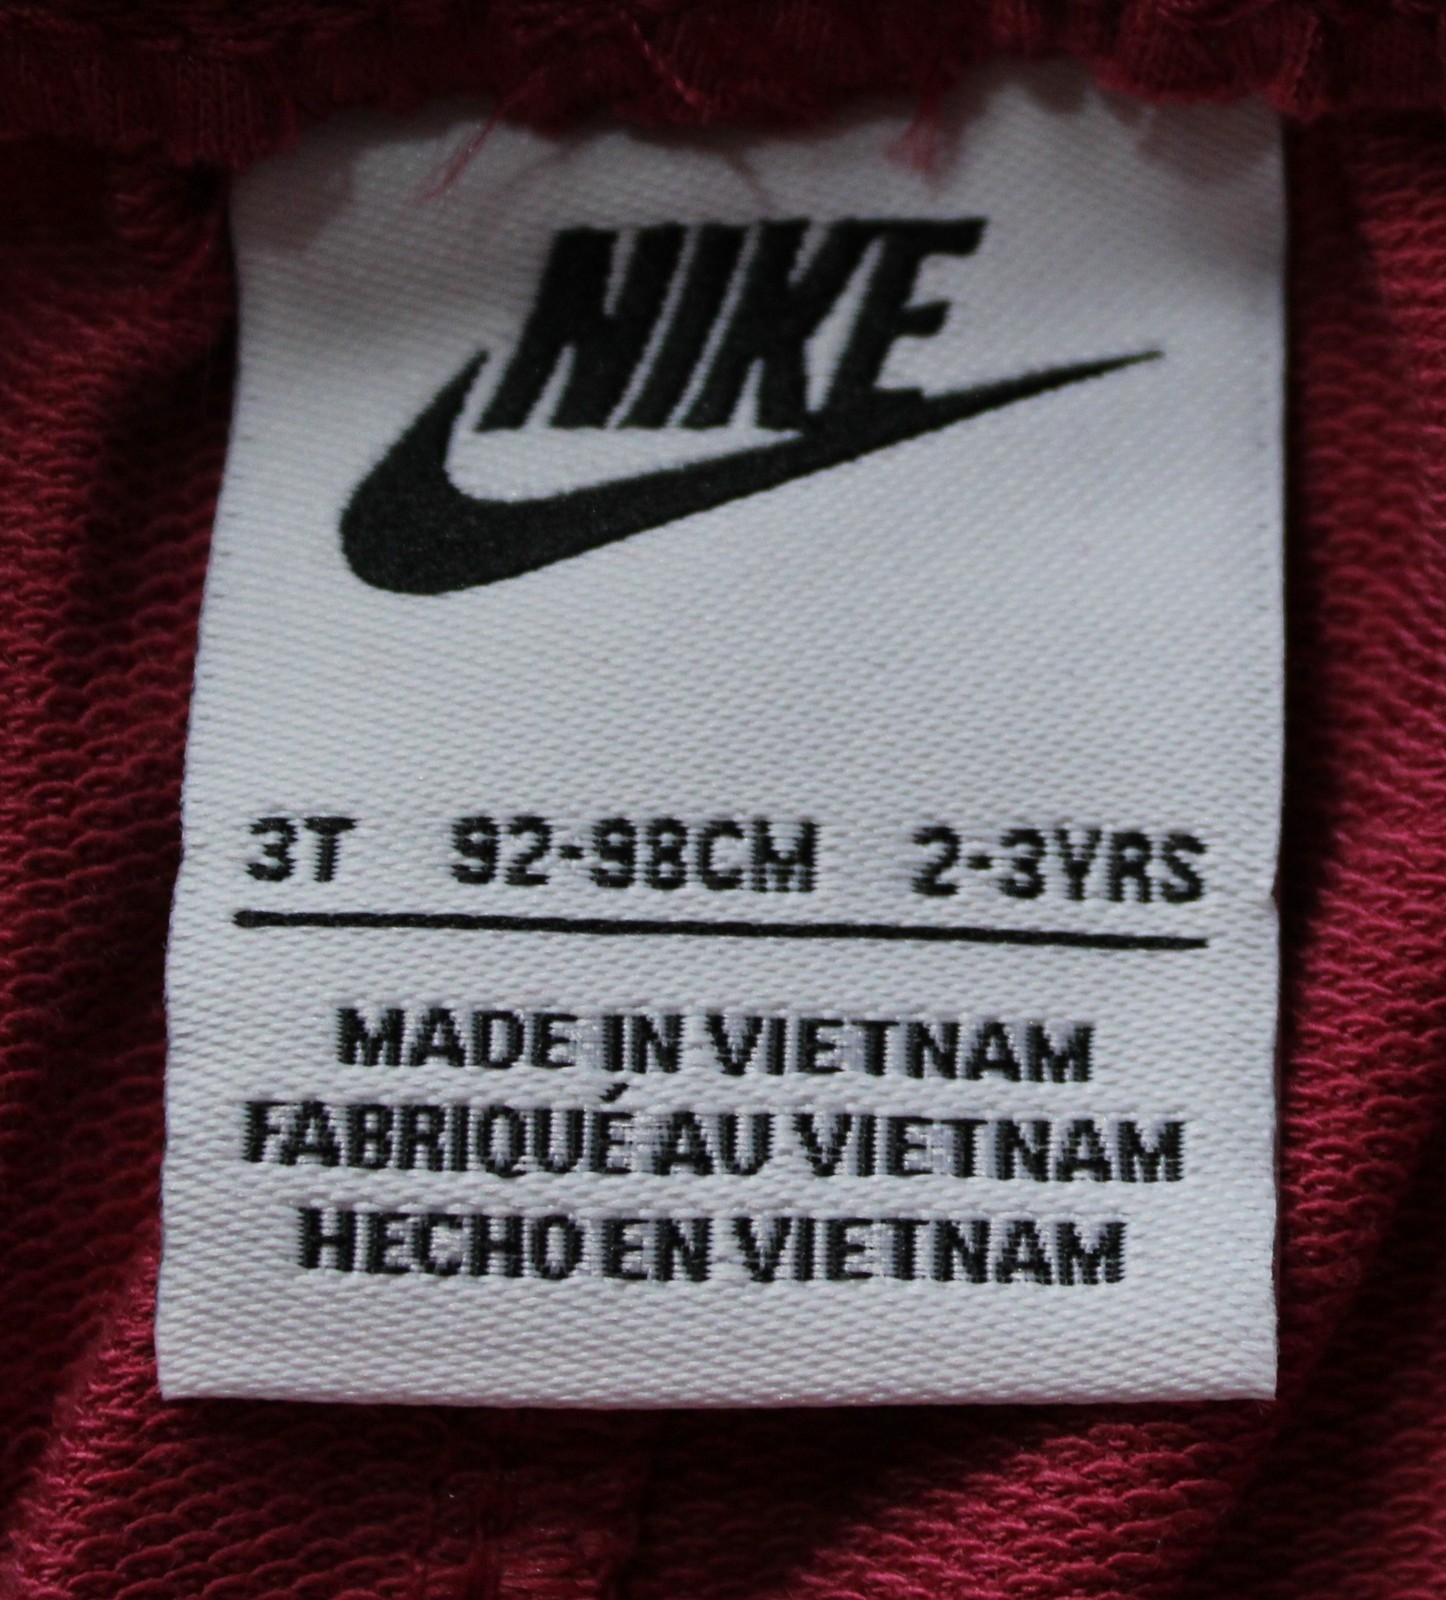 NIKE
3T 92-98CM 2-3YRS
MADE IN VIETNAM
FABRIQUÉ AU VIETNAM
HECHO EN VIETNAM